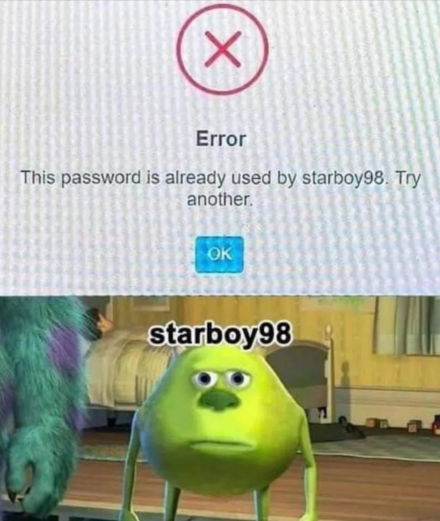 Error
This password is already used by starboy98. Try
another.
OK
starboy98